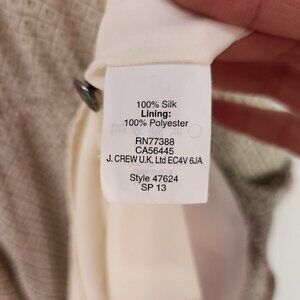 100% Silk
Lining:
100% Polyester
RN77388
CA56445
J. CREW U.K. Ltd EC4V 6JA
Style 47624
SP 13